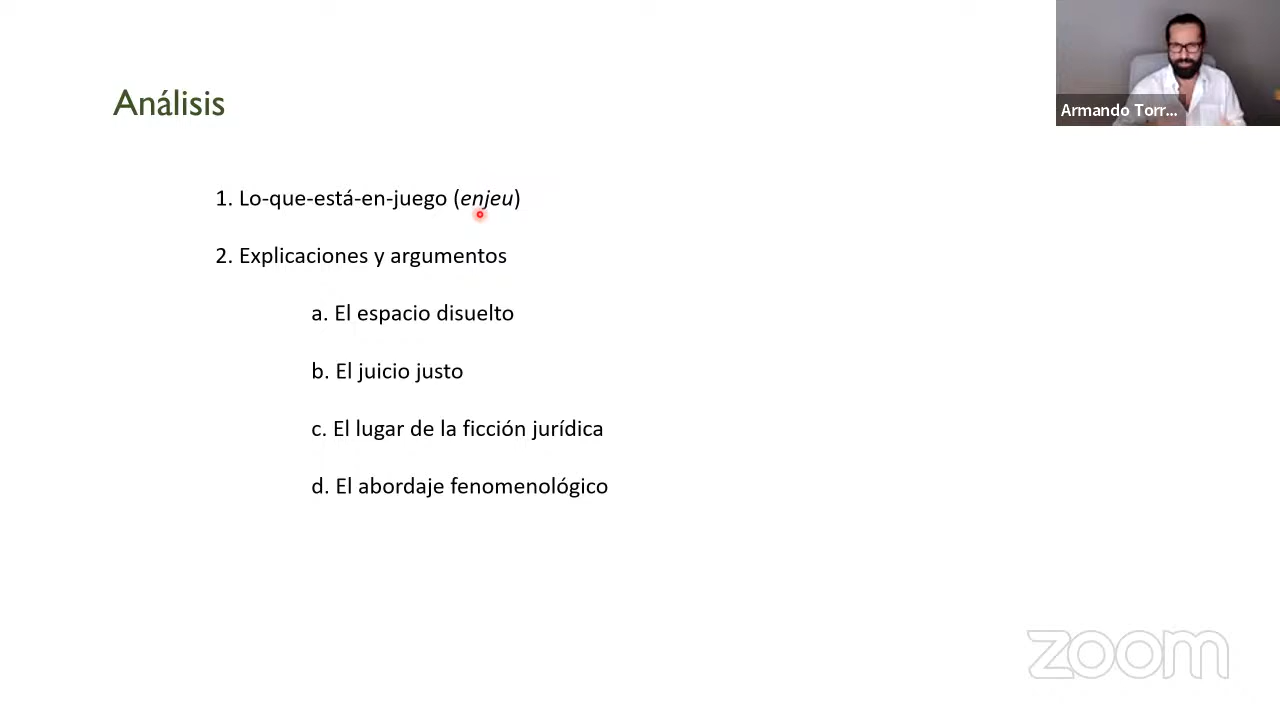 Análisis
Armando Torr...
1. Lo-que-está-en-juego (enjeu)
2. Explicaciones y argumentos
a. El espacio disuelto
b. El juicio justo
c. El lugar de la ficción jurídica
d. El abordaje fenomenológico
zoom